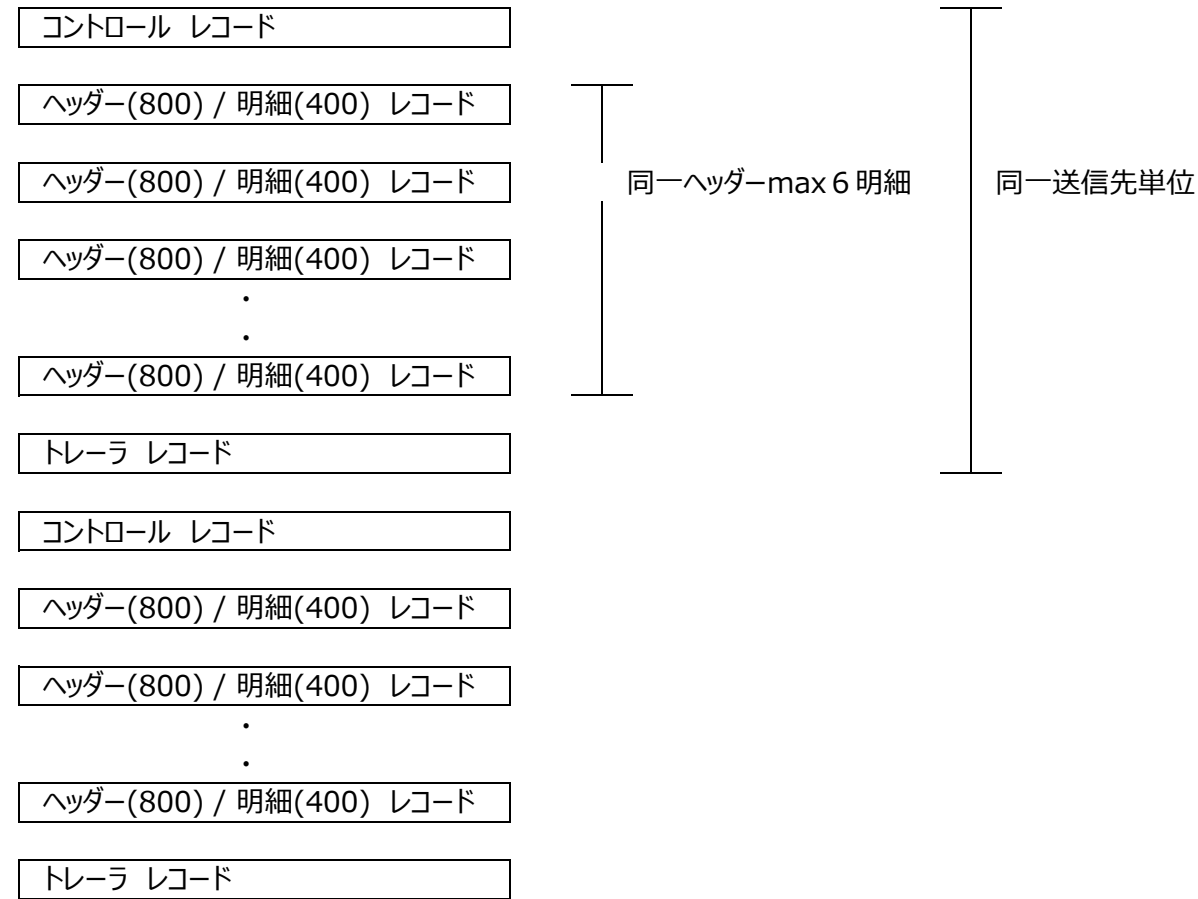 コントロール レコード
ヘッダー(800) / 明細(400) レコード
ヘッダー(800) / 明細(400) レコード 同一ヘッダーmax６明細 同一送信先単位
ヘッダー(800) / 明細(400) レコード
・
・
ヘッダー(800) / 明細(400) レコード
トレーラ レコード
コントロール レコード
ヘッダー(800) / 明細(400) レコード
ヘッダー(800) / 明細(400) レコード
・
・
ヘッダー(800) / 明細(400) レコード
トレーラ レコード